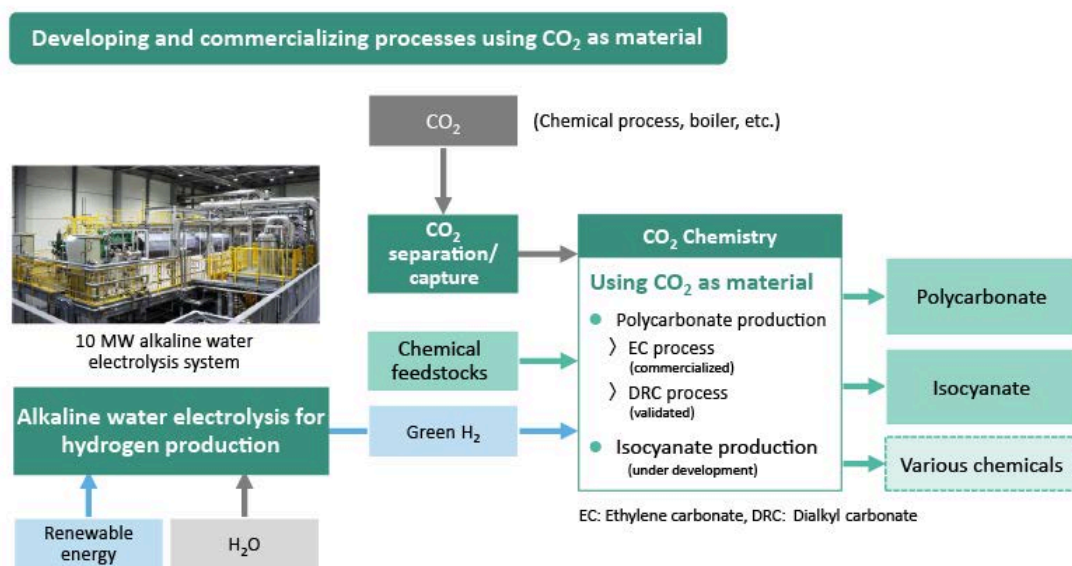 Developing and commercializing processes using CO₂ as material
CO₂
(Chemical process, boiler, etc.)
CO₂
separation/
capture
10 MW alkaline water
electrolysis system
Chemical
feedstocks
Alkaline water electrolysis for
hydrogen production
Green H₂
Renewable
energy
H₂O
CO₂ Chemistry
Using CO₂ as material
● Polycarbonate production
〉 EC process
(commercialized)
〉 DRC process
(validated)
● Isocyanate production
(under development)
Polycarbonate
Isocyanate
Various chemicals
EC: Ethylene carbonate, DRC: Dialkyl carbonate